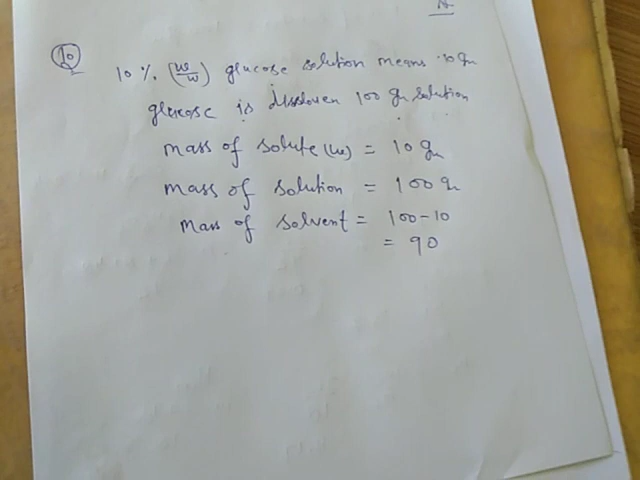 10
10 %. (w/w) glucose solution means 10 gm
glucose is dissloven 100 gm solution
mass of solute (w) = 10 gm
mass of solution = 100 gm
mass of solvent = 100-10
= 90